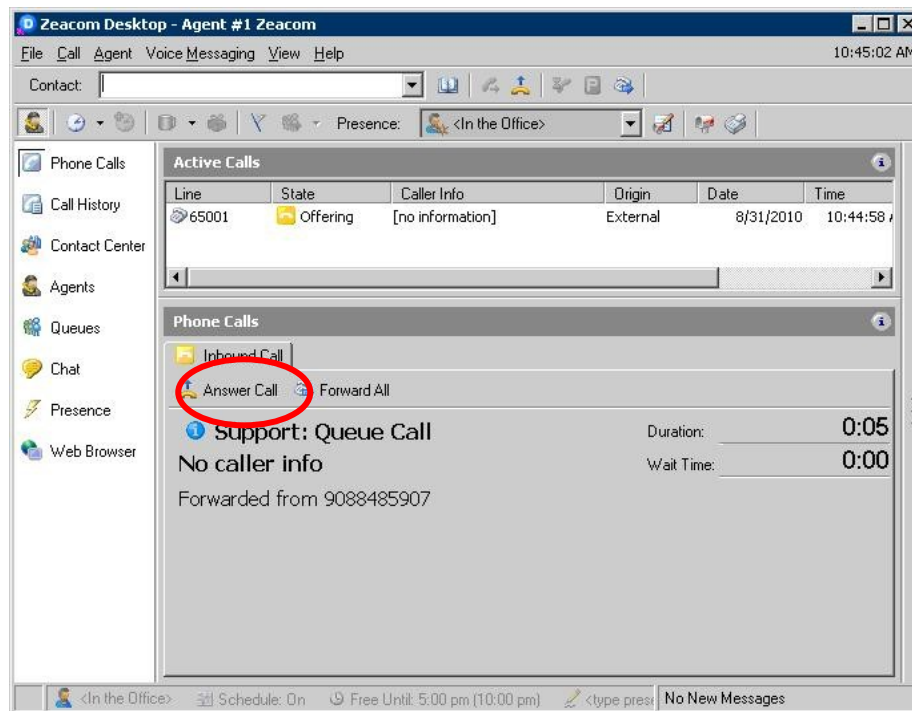 Zeacom Desktop - Agent #1 Zeacom
File Call Agent Voice Messaging View Help 10:45:02 AM
Contact:
Presence: <In the Office>
Phone Calls
Call History
Contact Center
Agents
Queues
Chat
Presence
Web Browser
Active Calls
Line State Caller Info Origin Date Time
65001 Offering [no information] External 8/31/2010 10:44:58
Phone Calls
Inbound Call
Answer Call Forward All
Support: Queue Call Duration: 0:05
No caller info Wait Time: 0:00
Forwarded from 9088485907
<In the Office> Schedule: On Free Until: 5:00 pm (10:00 pm) <type pres No New Messages